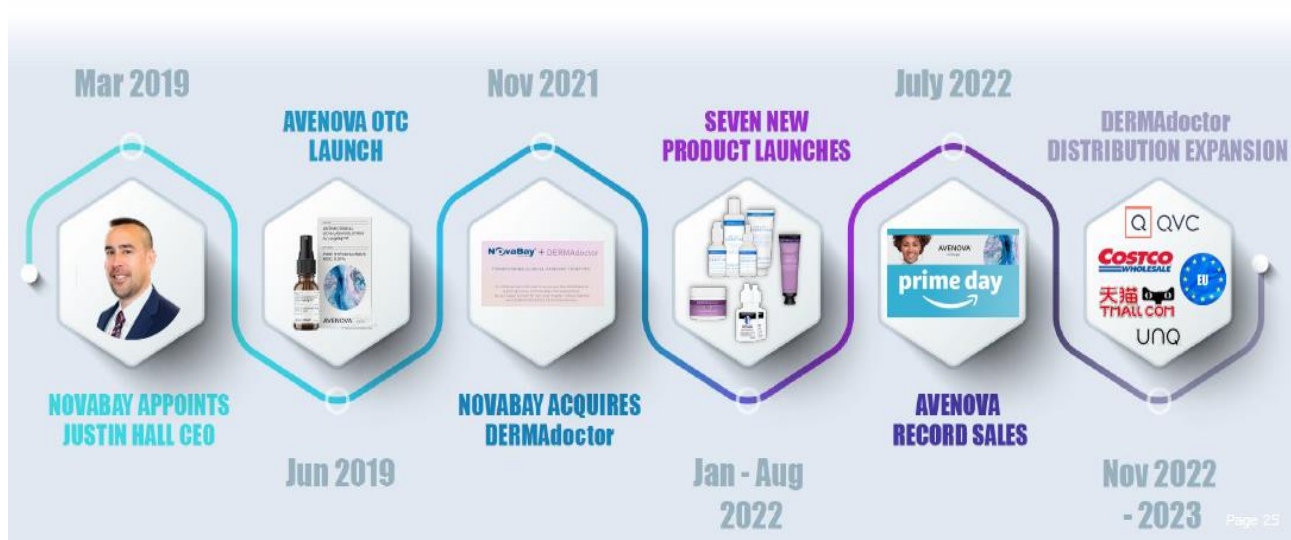 Mar 2019
NOVABAY APPOINTS
JUSTIN HALL CEO
AVENOVA OTC
LAUNCH
AVENOVA
Jun 2019
Nov 2021
NovaBay + DERMAdoctor
NOVABAY ACQUIRES
DERMAdoctor
SEVEN NEW
PRODUCT LAUNCHES
Jan - Aug
2022
July 2022
AVENOVA
prime day
AVENOVA
RECORD SALES
DERMAdoctor
DISTRIBUTION EXPANSION
Q QVC
COSTCO
WHOLESALE
EU
天猫
TMALL.COM
UNQ
Nov 2022
- 2023
Page 25